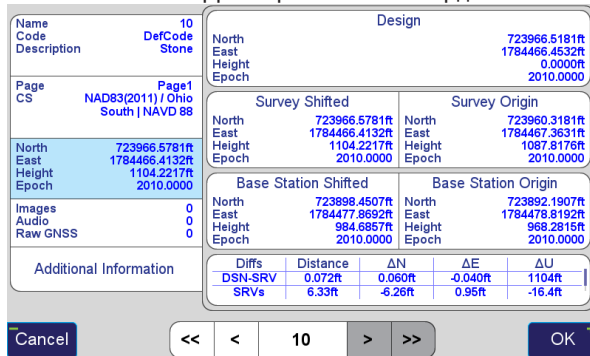 Name 10
Code DefCode
Description Stone
Page Page1
CS NAD83(2011) / Ohio
South | NAVD 88
North 723966.5781ft
East 1784466.4132ft
Height 1104.2217ft
Epoch 2010.0000
Images 0
Audio 0
Raw GNSS 0
Additional Information
Design
North 723966.5181ft
East 1784466.4532ft
Height 0.0000ft
Epoch 2010.0000
Survey Shifted
North 723966.5781ft
East 1784466.4132ft
Height 1104.2217ft
Epoch 2010.0000
Survey Origin
North 723960.3181ft
East 1784467.3631ft
Height 1087.8176ft
Epoch 2010.0000
Base Station Shifted
North 723898.4507ft
East 1784477.8692ft
Height 984.6857ft
Epoch 2010.0000
Base Station Origin
North 723892.1907ft
East 1784478.8192ft
Height 968.2815ft
Epoch 2010.0000
Diffs Distance ΔN ΔE ΔU
DSN-SRV 0.072ft 0.060ft -0.040ft 1104ft
SRVs 6.33ft -6.26ft 0.95ft -16.4ft
Cancel << < 10 > >> OK